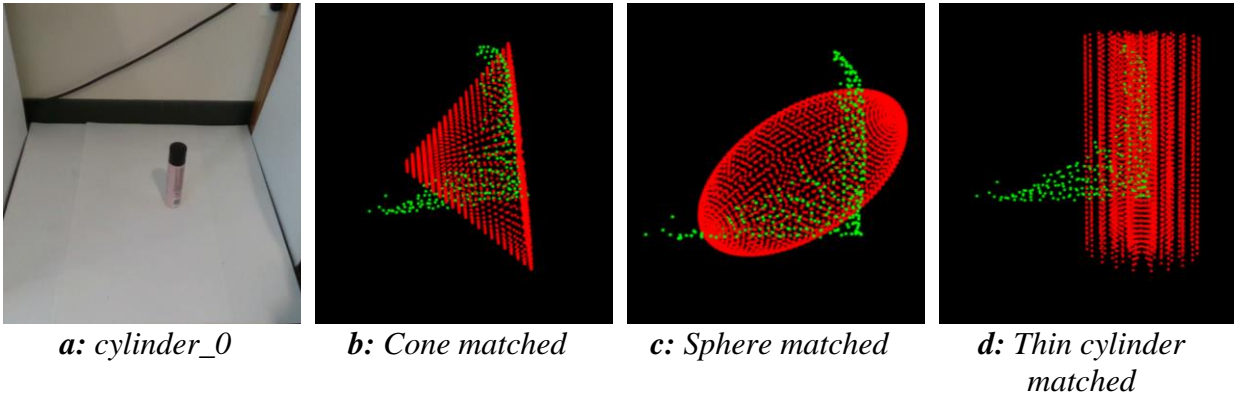 a: cylinder_0
b: Cone matched
c: Sphere matched
d: Thin cylinder
matched